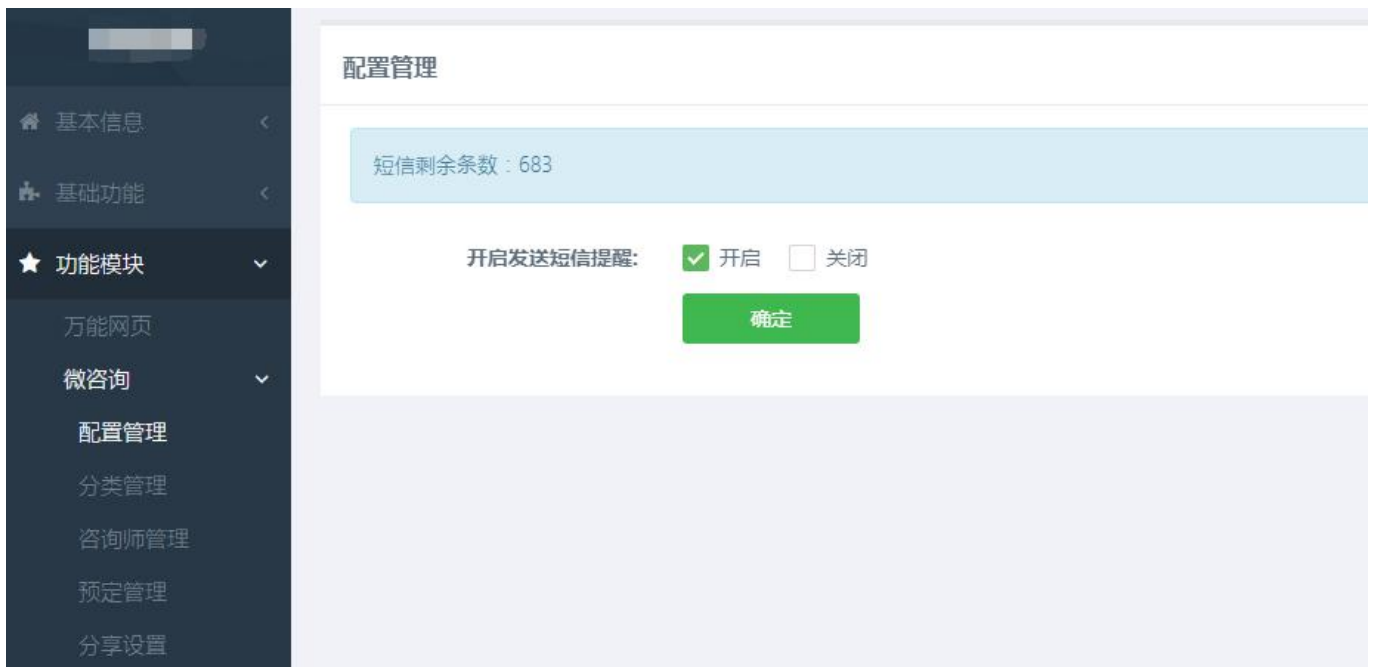 基本信息
基础功能
功能模块
万能网页
微咨询
配置管理
分类管理
咨询师管理
预定管理
分享设置
配置管理
短信剩余条数：683
开启发送短信提醒: 开启 关闭
确定